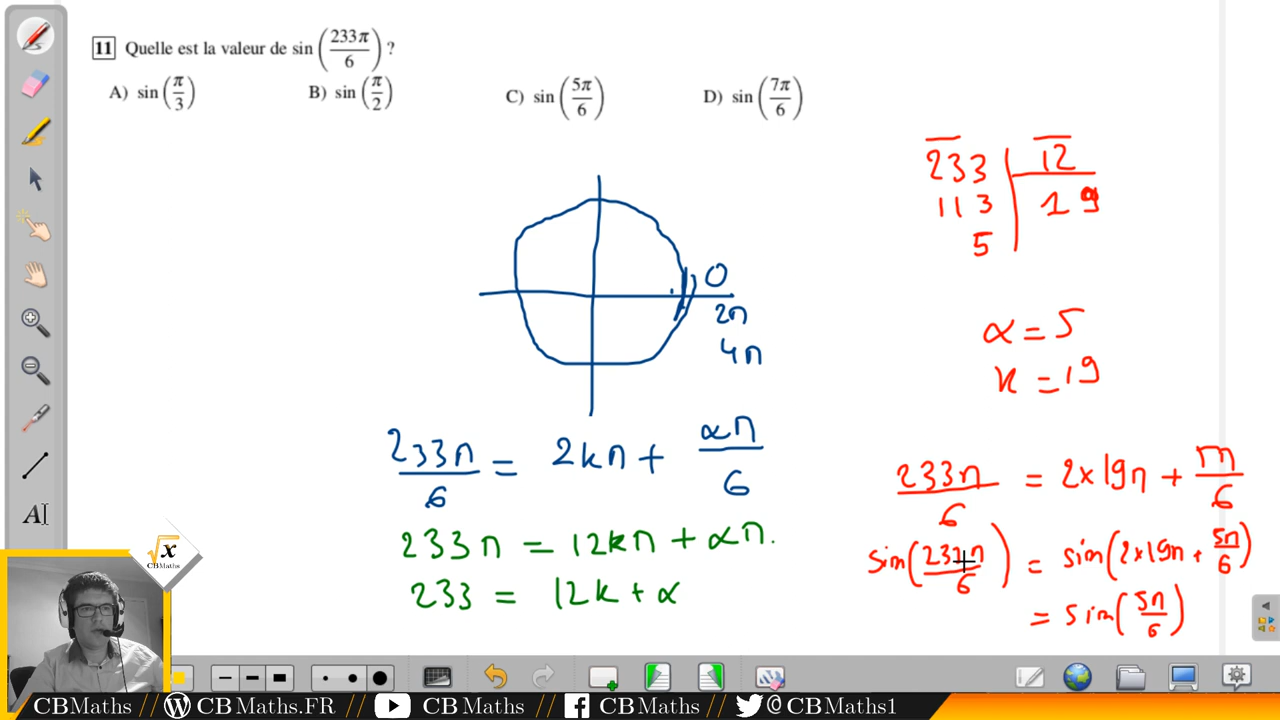 11 Quelle est la valeur de sin(233π/6) ?
A) sin(π/3) B) sin(π/2) C) sin(5π/6) D) sin(7π/6)
233 | 12
113 | 19
5
0
2π
4π
α = 5
k = 19
233π/6 = 2kπ + απ/6
233π = 12kπ + απ.
233 = 12k + α
233π/6 = 2×19π + 5π/6
sin(233π/6) = sin(2×19π + 5π/6)
= sin(5π/6)
A
√x
CBMaths
CBMaths CBMaths.FR CBMaths CBMaths @CBMaths1